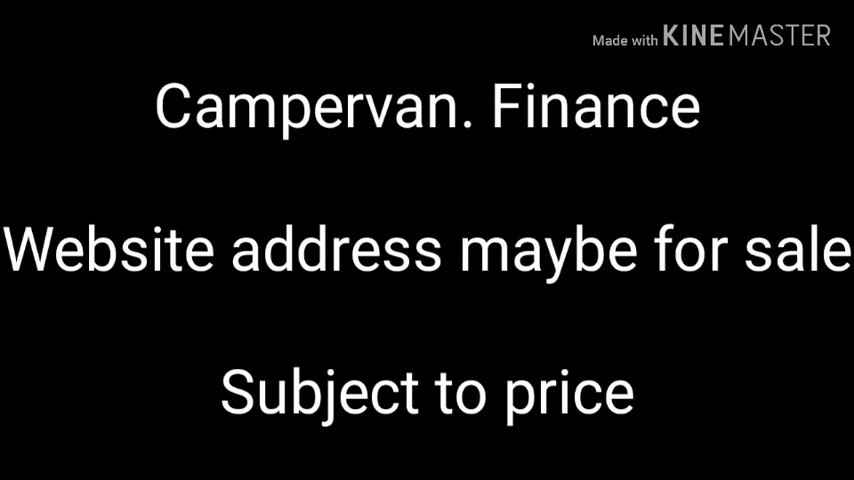 Made with KINEMASTER
Campervan. Finance
Website address maybe for sale
Subject to price